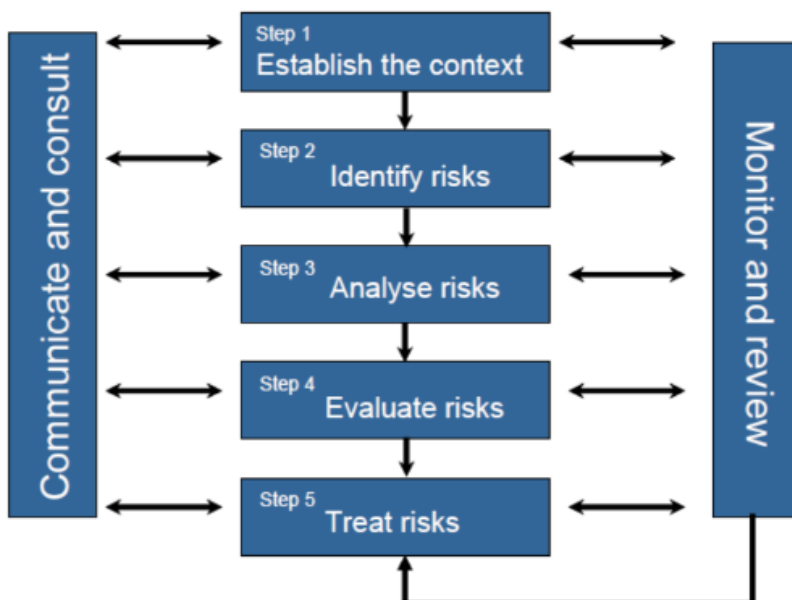 Communicate and consult
Step 1
Establish the context
Step 2
Identify risks
Step 3
Analyse risks
Step 4
Evaluate risks
Step 5
Treat risks
Monitor and review